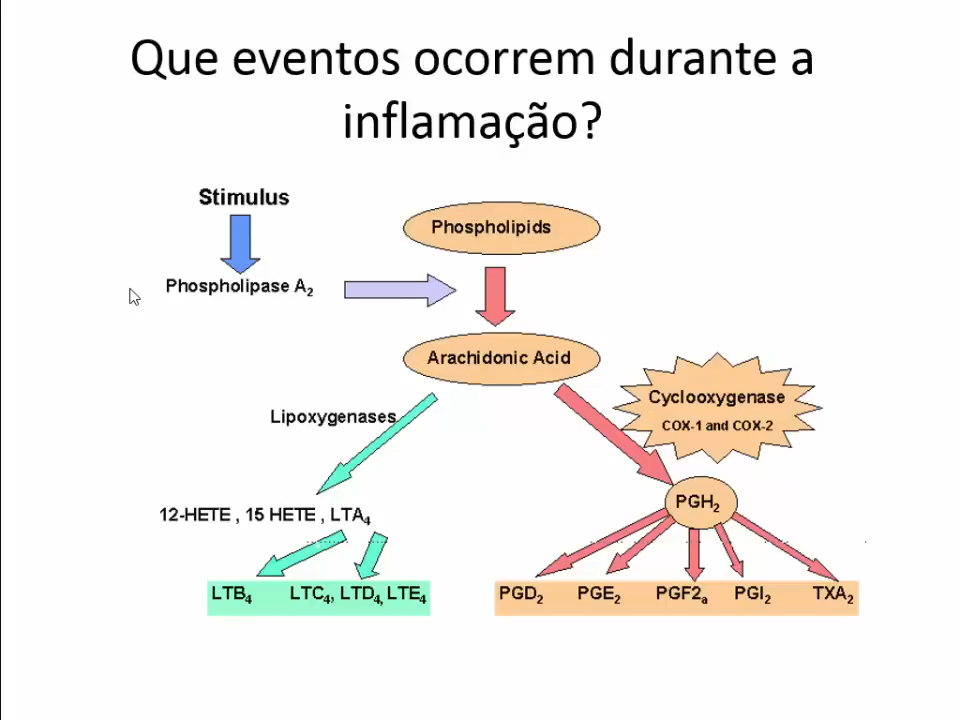 Que eventos ocorrem durante a
inflamação?
Stimulus
Phospholipids
Phospholipase A₂
Arachidonic Acid
Cyclooxygenase
COX-1 and COX-2
Lipoxygenases
PGH₂
12-HETE , 15 HETE , LTA₄
LTB₄ LTC₄, LTD₄, LTE₄
PGD₂ PGE₂ PGF2ₐ PGI₂ TXA₂